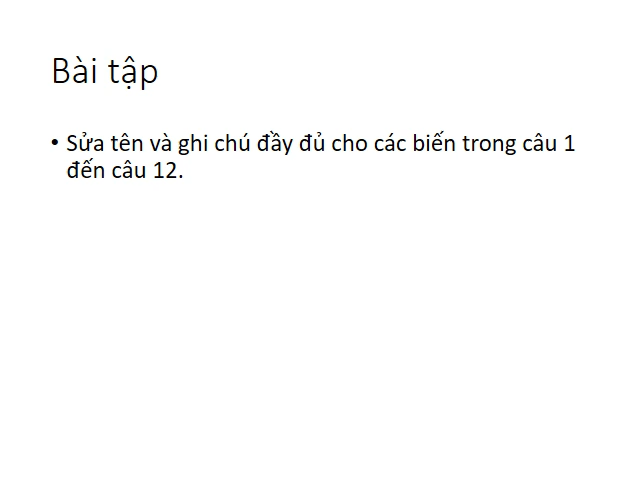 Bài tập
• Sửa tên và ghi chú đầy đủ cho các biến trong câu 1
đến câu 12.